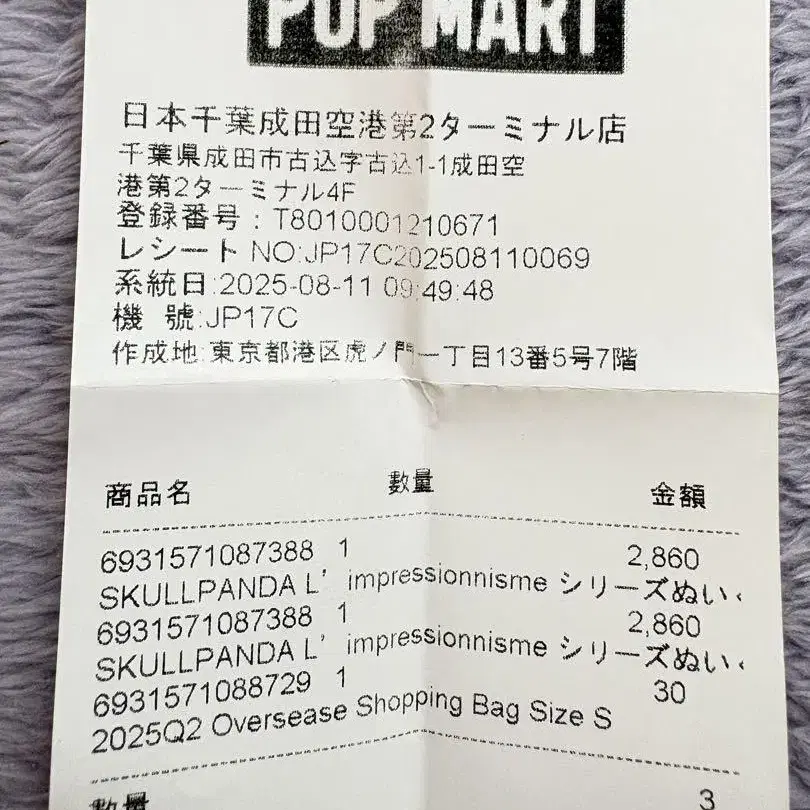 POP MART
日本千葉成田空港第2ターミナル店
千葉県成田市古込字古込1-1成田空
港第2ターミナル4F
登録番号：T8010001210671
レシート NO:JP17C202508110069
系統日:2025-08-11 09:49:48
機 號:JP17C
作成地:東京都港区虎ノ門一丁目13番5号7階
商品名 數量 金額
6931571087388 1 2,860
SKULLPANDA L’impressionnisme シリーズぬい
6931571087388 1 2,860
SKULLPANDA L’impressionnisme シリーズぬい
6931571088729 1 30
2025Q2 Oversease Shopping Bag Size S
数量 3